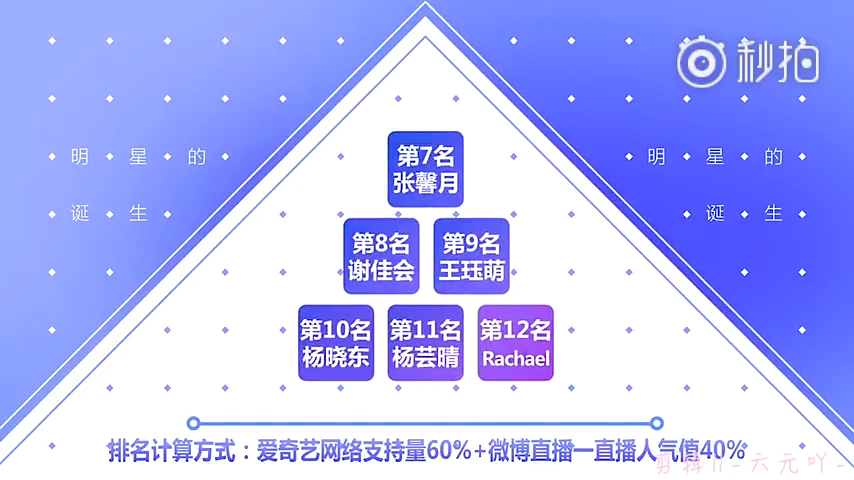 秒拍
明星的
诞生
明星的
诞生
第7名
张馨月
第8名
谢佳会
第9名
王珏萌
第10名
杨晓东
第11名
杨芸晴
第12名
Rachael
排名计算方式：爱奇艺网络支持量60%+微博直播一直播人气值40%
剪辑||-六元吖-